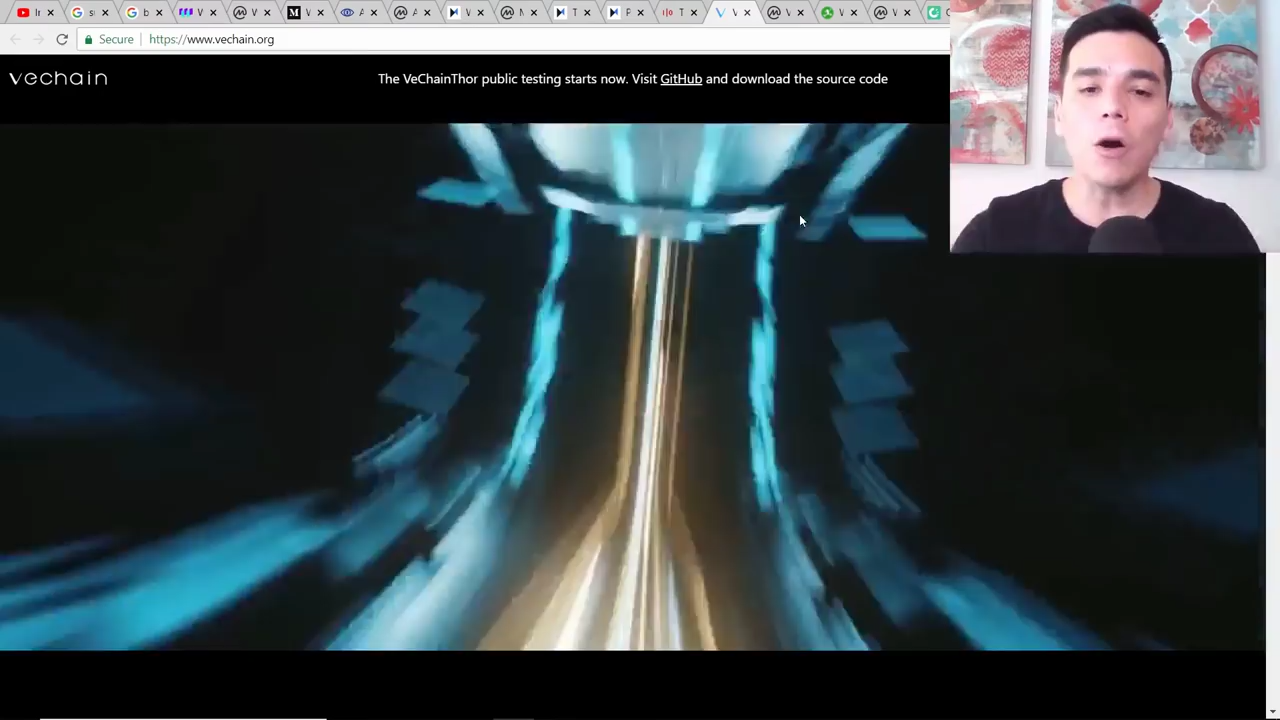 Secure
https://www.vechain.org
vechain
The VeChainThor public testing starts now. Visit GitHub and download the source code